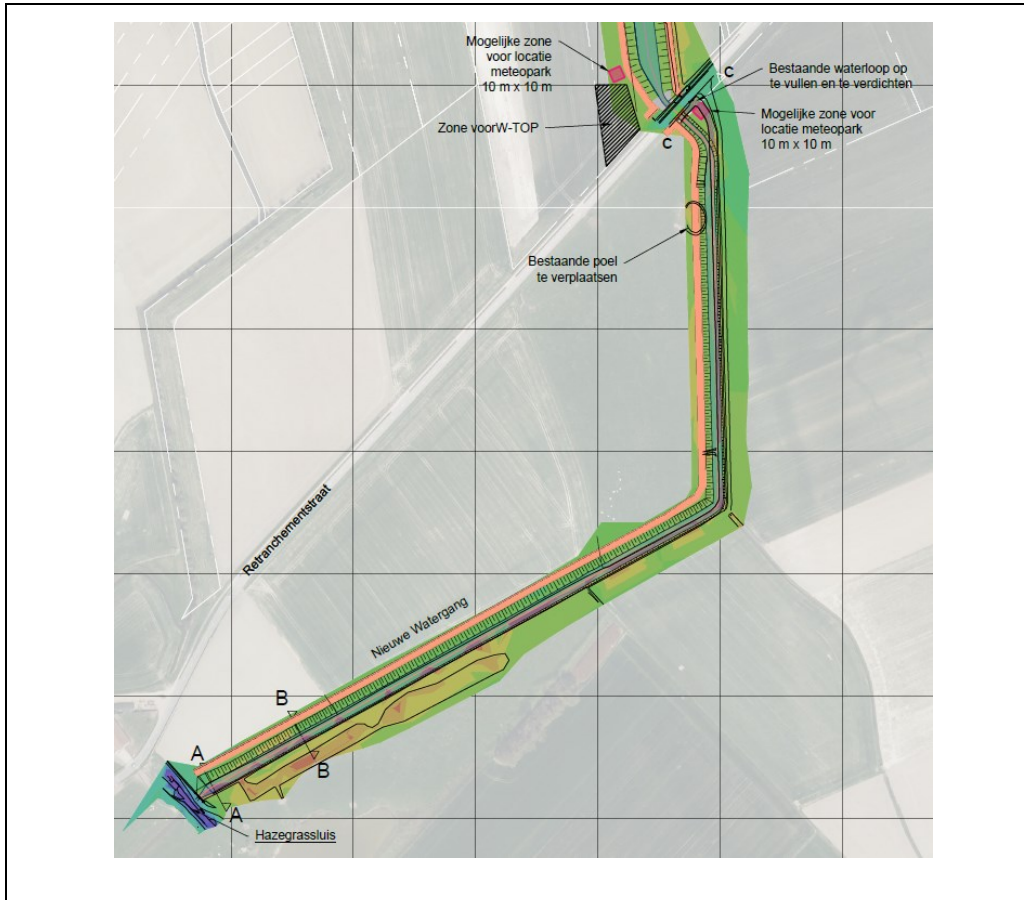 Mogelijke zone
voor locatie
meteopark
10 m x 10 m
C
Bestaande waterloop op
te vullen en te verdichten
Zone voorW-TOP
Mogelijke zone voor
locatie meteopark
10 m x 10 m
C
Bestaande poel
te verplaatsen
Retranchementstraat
Nieuwe Watergang
B
B
A
A
Hazegrassluis